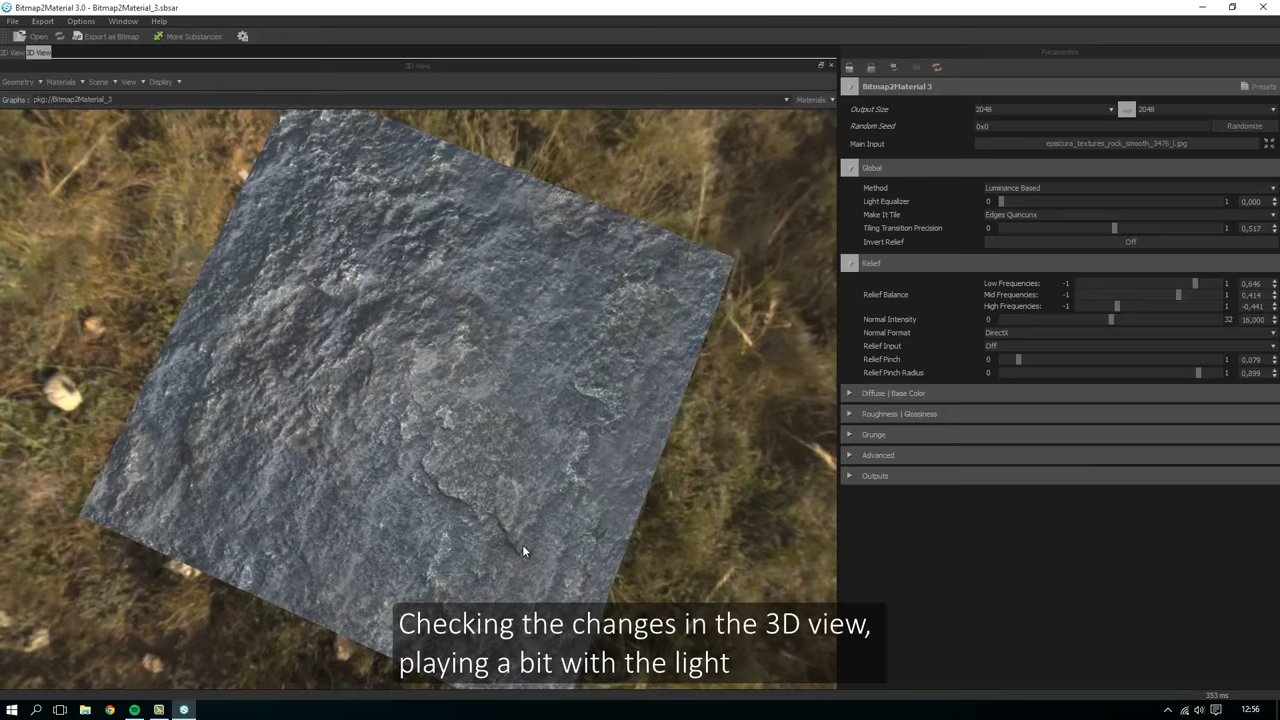 Bitmap2Material 3.0 - Bitmap2Material_3.sbsar
File Export Options Window Help
Open Export as Bitmap More Substances
2D View 3D View
3D View
Parameters
Geometry Materials Scene View Display
Graphs : pkg://Bitmap2Material_3 Materials
Bitmap2Material 3 Presets
Output Size 2048 2048
Random Seed 0x0 Randomize
Main Input episcura_textures_rock_smooth_3476_l.jpg
Global
Method Luminance Based
Light Equalizer 0 1 0,000
Make It Tile Edges Quincunx
Tiling Transition Precision 0 1 0,517
Invert Relief Off
Relief
Relief Balance
Low Frequencies: -1 1 0,646
Mid Frequencies: -1 1 0,414
High Frequencies: -1 1 -0,441
Normal Intensity 0 32 16,000
Normal Format DirectX
Relief Input Off
Relief Pinch 0 1 0,079
Relief Pinch Radius 0 1 0,899
Diffuse | Base Color
Roughness | Glossiness
Grunge
Advanced
Outputs
Checking the changes in the 3D view,
playing a bit with the light
353 ms
12:56